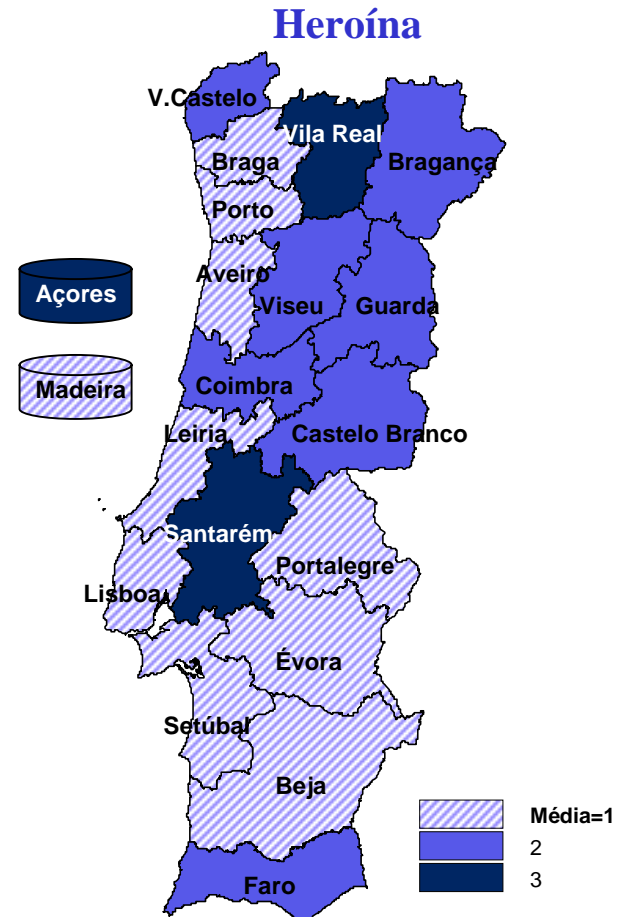 Heroína
V.Castelo
Vila Real
Braga
Bragança
Porto
Aveiro
Açores
Viseu
Guarda
Madeira
Coimbra
Leiria
Castelo Branco
Santarém
Portalegre
Lisboa
Évora
Setúbal
Beja
Média=1
2
3
Faro